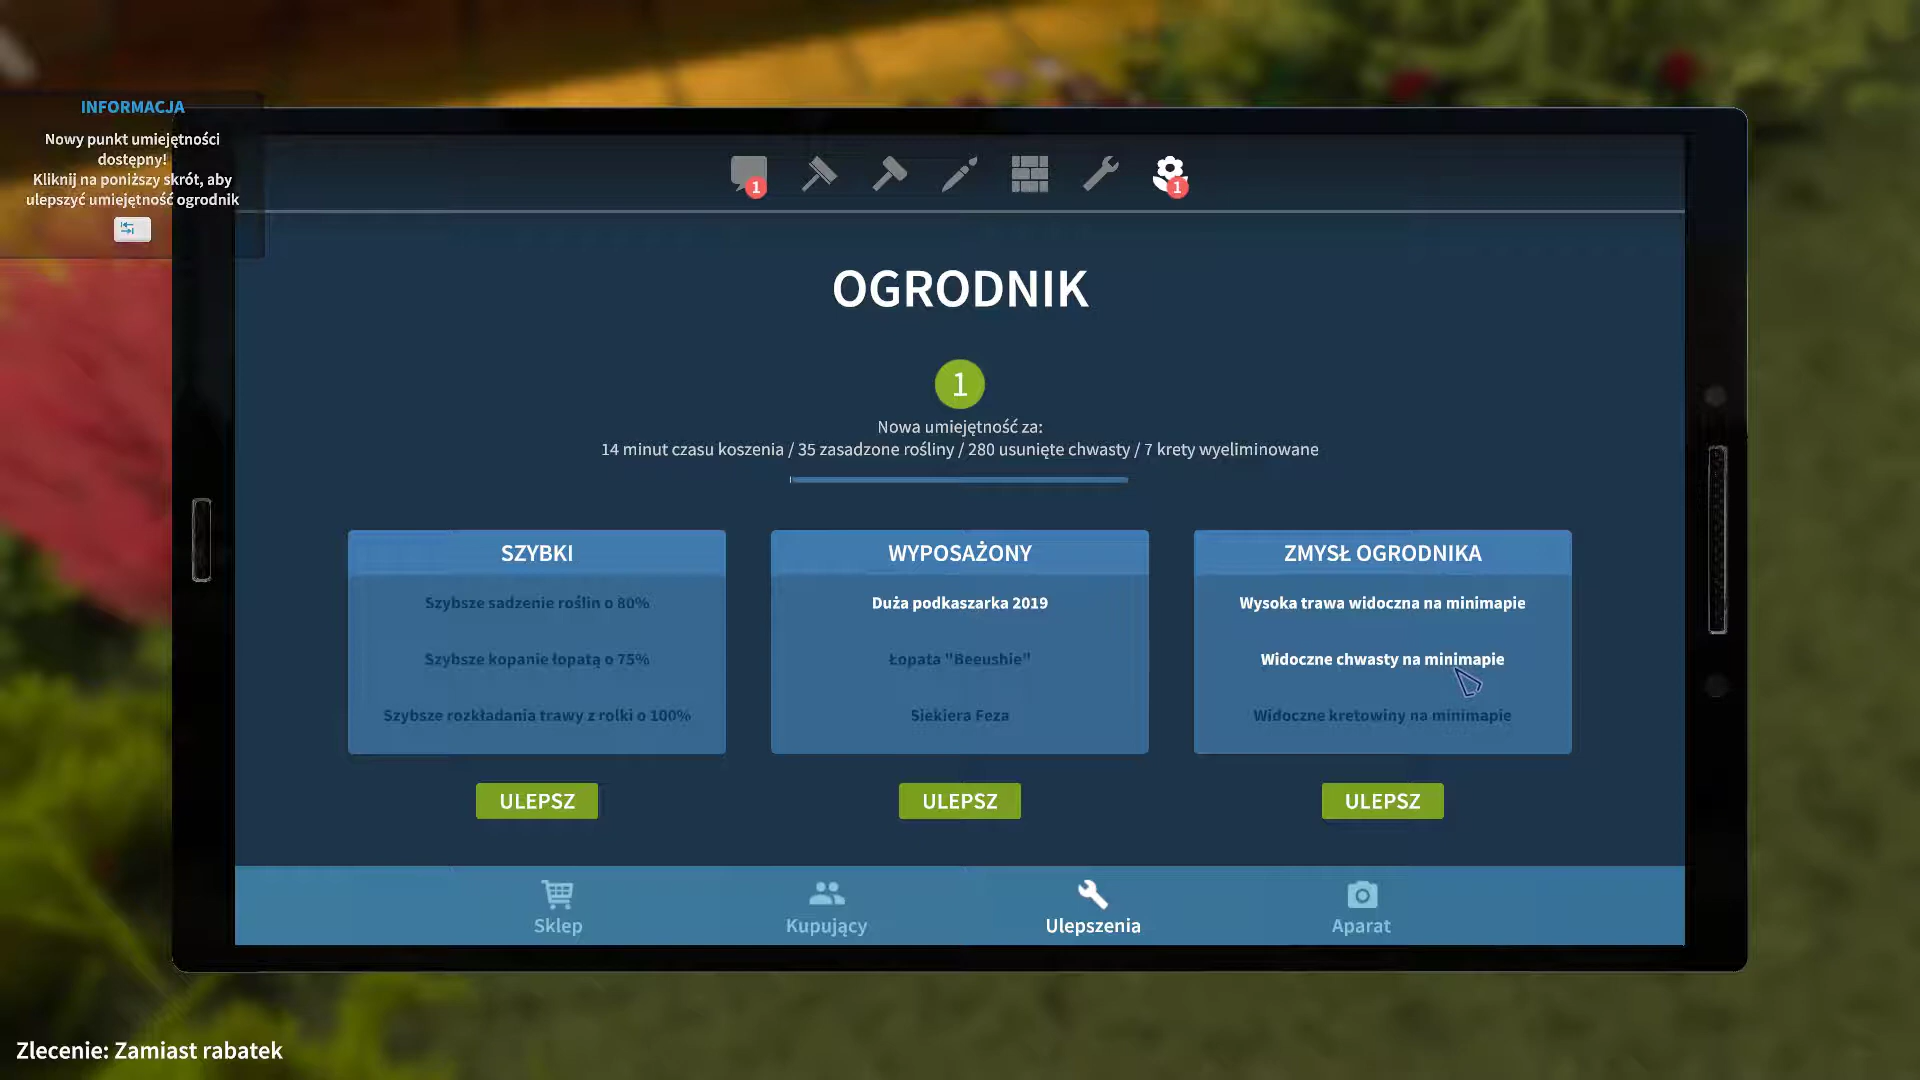 INFORMACJA
Nowy punkt umiejętności
dostępny!
Kliknij na poniższy skrót, aby
ulepszyć umiejętność ogrodnik
1
1
OGRODNIK
1
Nowa umiejętność za:
14 minut czasu koszenia / 35 zasadzone rośliny / 280 usunięte chwasty / 7 krety wyeliminowane
SZYBKI
Szybsze sadzenie roślin o 80%
Szybsze kopanie łopatą o 75%
Szybsze rozkładania trawy z rolki o 100%
ULEPSZ
WYPOSAŻONY
Duża podkaszarka 2019
Łopata "Beeushie"
Siekiera Feza
ULEPSZ
ZMYSŁ OGRODNIKA
Wysoka trawa widoczna na minimapie
Widoczne chwasty na minimapie
Widoczne kretowiny na minimapie
ULEPSZ
Sklep
Kupujący
Ulepszenia
Aparat
Zlecenie: Zamiast rabatek